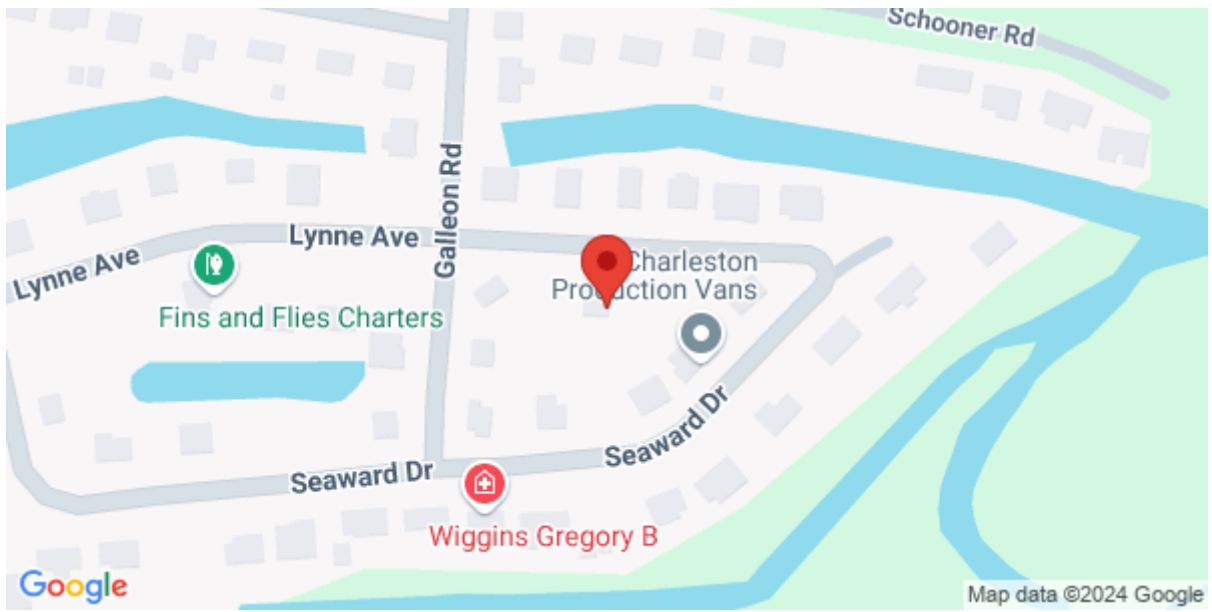 Schooner Rd
Galleon Rd
Lynne Ave
Lynne Ave
Charleston
Production Vans
Fins and Flies Charters
Seaward Dr
Seaward Dr
Wiggins Gregory B
Google
Map data ©2024 Google